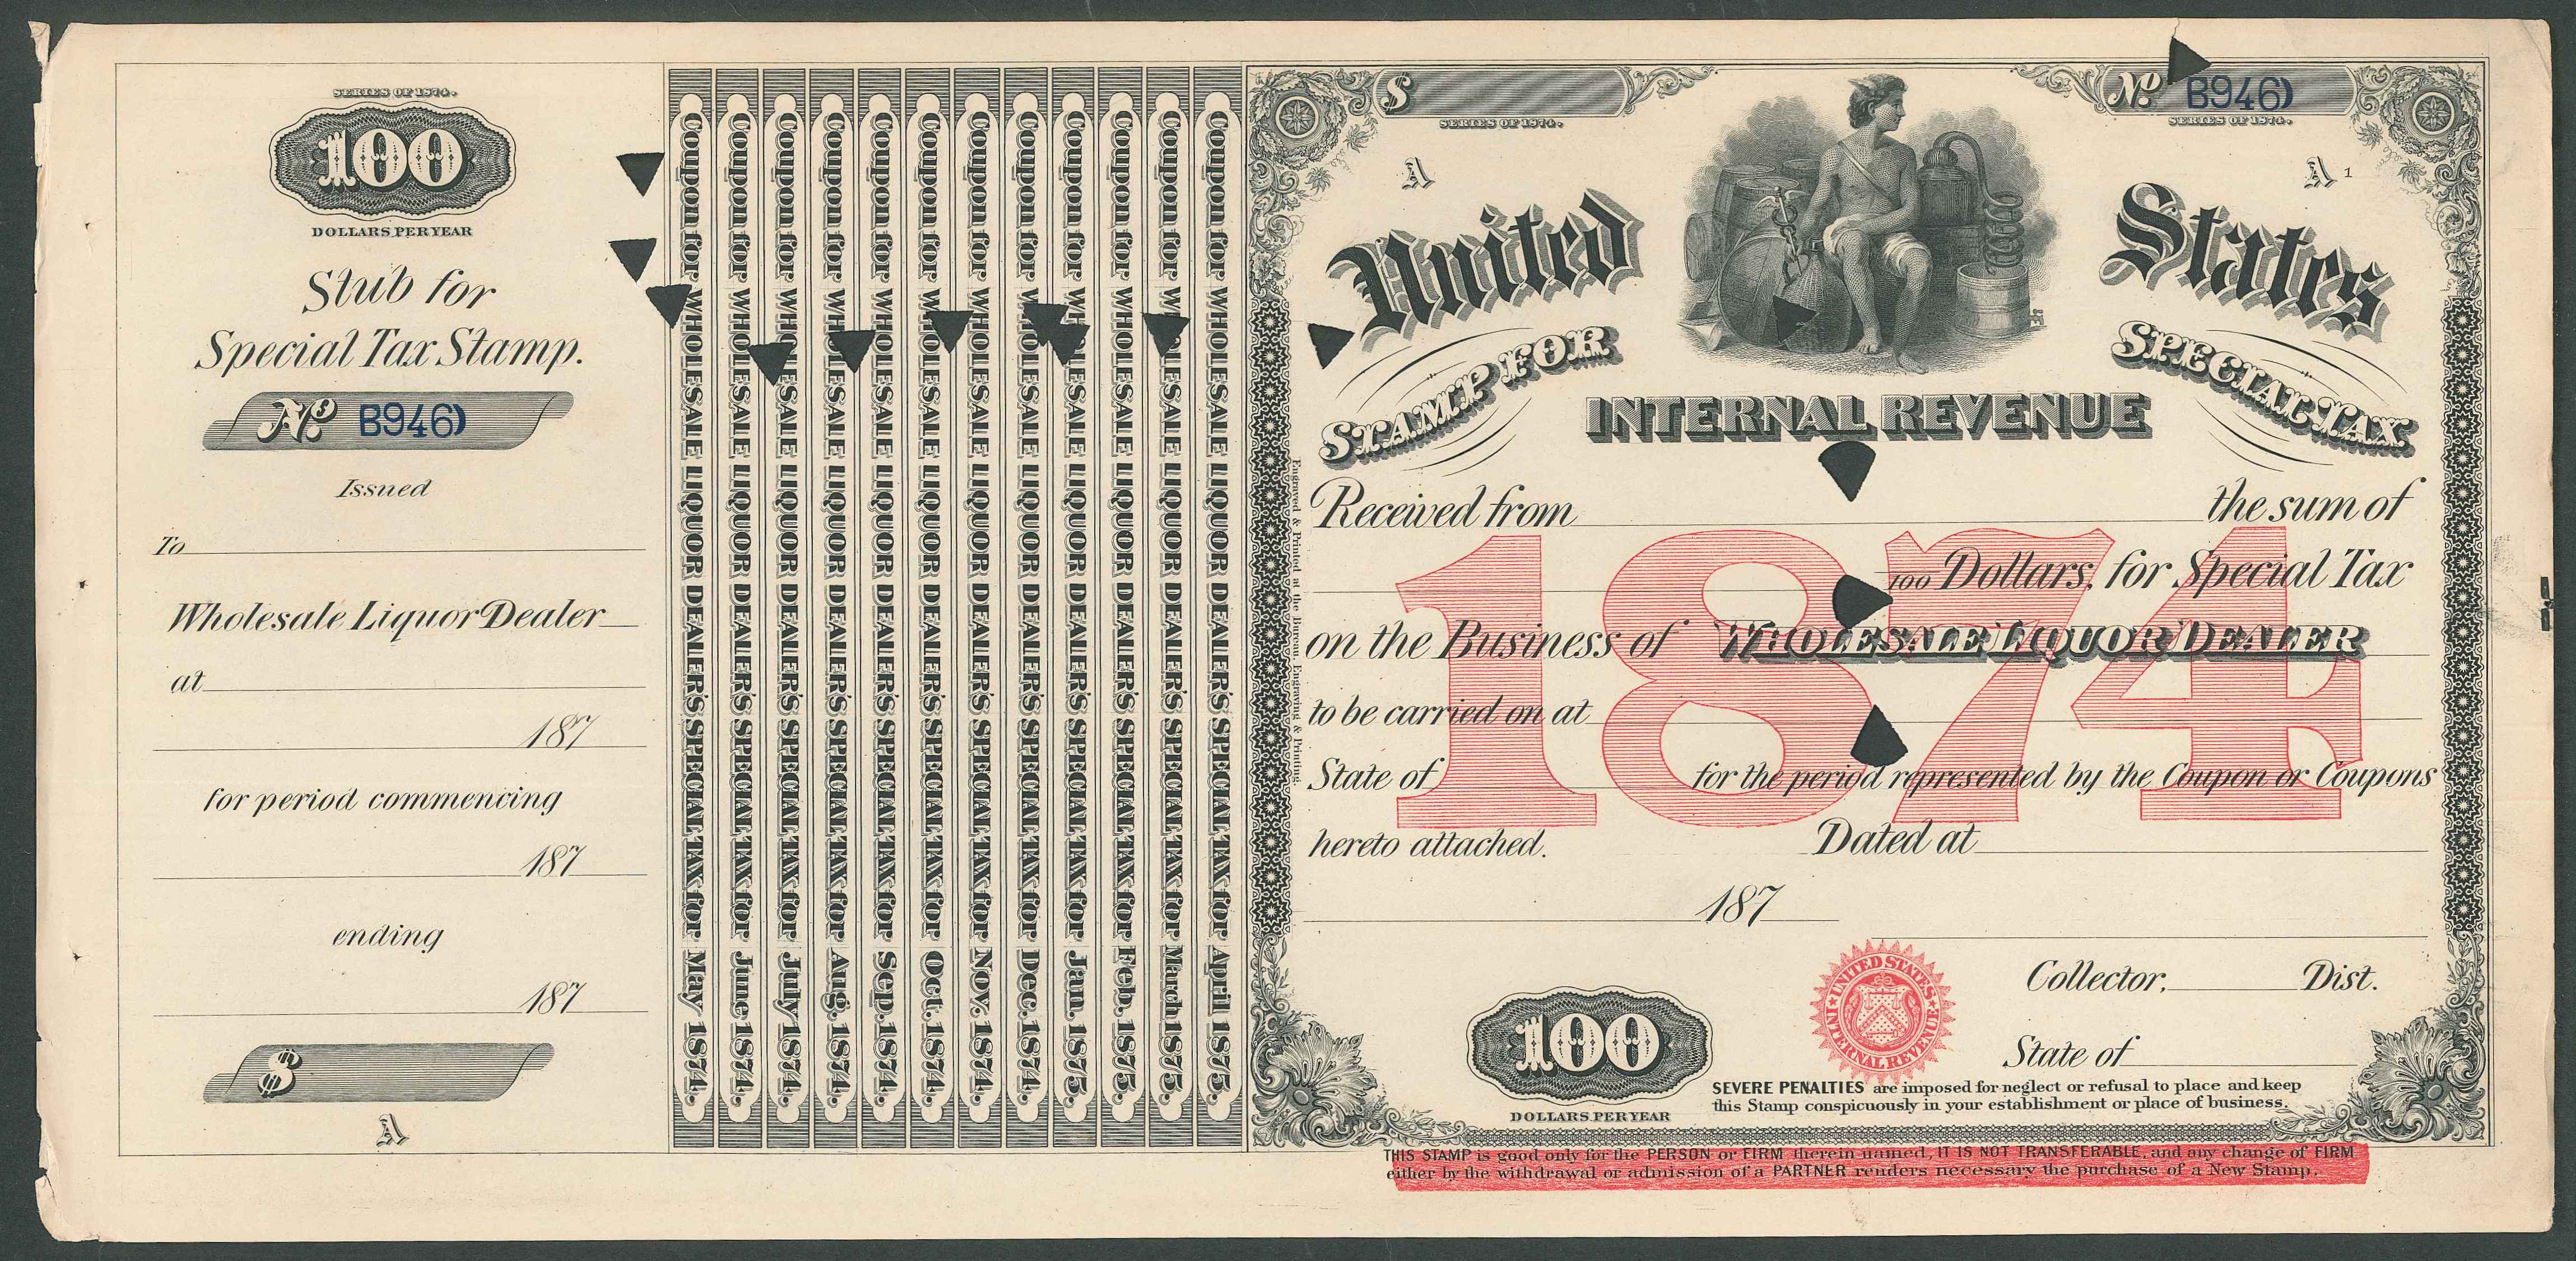 SERIES OF 1874.
100
DOLLARS PER YEAR
Stub for
Special Tax Stamp.
No. B946)
Issued
To
Wholesale Liquor Dealer
at
187
for period commencing
187
ending
187
$
A
Coupon for WHOLESALE LIQUOR DEALER'S SPECIAL TAX for May 1874.
Coupon for WHOLESALE LIQUOR DEALER'S SPECIAL TAX for June 1874.
Coupon for WHOLESALE LIQUOR DEALER'S SPECIAL TAX for July 1874.
Coupon for WHOLESALE LIQUOR DEALER'S SPECIAL TAX for Aug. 1874.
Coupon for WHOLESALE LIQUOR DEALER'S SPECIAL TAX for Sep. 1874.
Coupon for WHOLESALE LIQUOR DEALER'S SPECIAL TAX for Oct. 1874.
Coupon for WHOLESALE LIQUOR DEALER'S SPECIAL TAX for Nov. 1874.
Coupon for WHOLESALE LIQUOR DEALER'S SPECIAL TAX for Dec. 1874.
Coupon for WHOLESALE LIQUOR DEALER'S SPECIAL TAX for Jan. 1875.
Coupon for WHOLESALE LIQUOR DEALER'S SPECIAL TAX for Feb. 1875.
Coupon for WHOLESALE LIQUOR DEALER'S SPECIAL TAX for March 1875.
Coupon for WHOLESALE LIQUOR DEALER'S SPECIAL TAX for April 1875.
Engraved & Printed at the Bureau, Engraving & Printing.
$
SERIES OF 1874.
No. B946)
SERIES OF 1874.
A
A 1
United States
STAMP FOR SPECIAL TAX
INTERNAL REVENUE
1874
Received from the sum of
100 Dollars, for Special Tax
on the Business of WHOLESALE LIQUOR DEALER
to be carried on at
State of for the period represented by the Coupon or Coupons
hereto attached. Dated at
187
Collector, Dist.
State of
100
DOLLARS PER YEAR
UNITED STATES INTERNAL REVENUE
SEVERE PENALTIES are imposed for neglect or refusal to place and keep
this Stamp conspicuously in your establishment or place of business.
THIS STAMP is good only for the PERSON or FIRM therein named, IT IS NOT TRANSFERABLE, and any change of FIRM
either by the withdrawal or admission of a PARTNER renders necessary the purchase of a New Stamp.